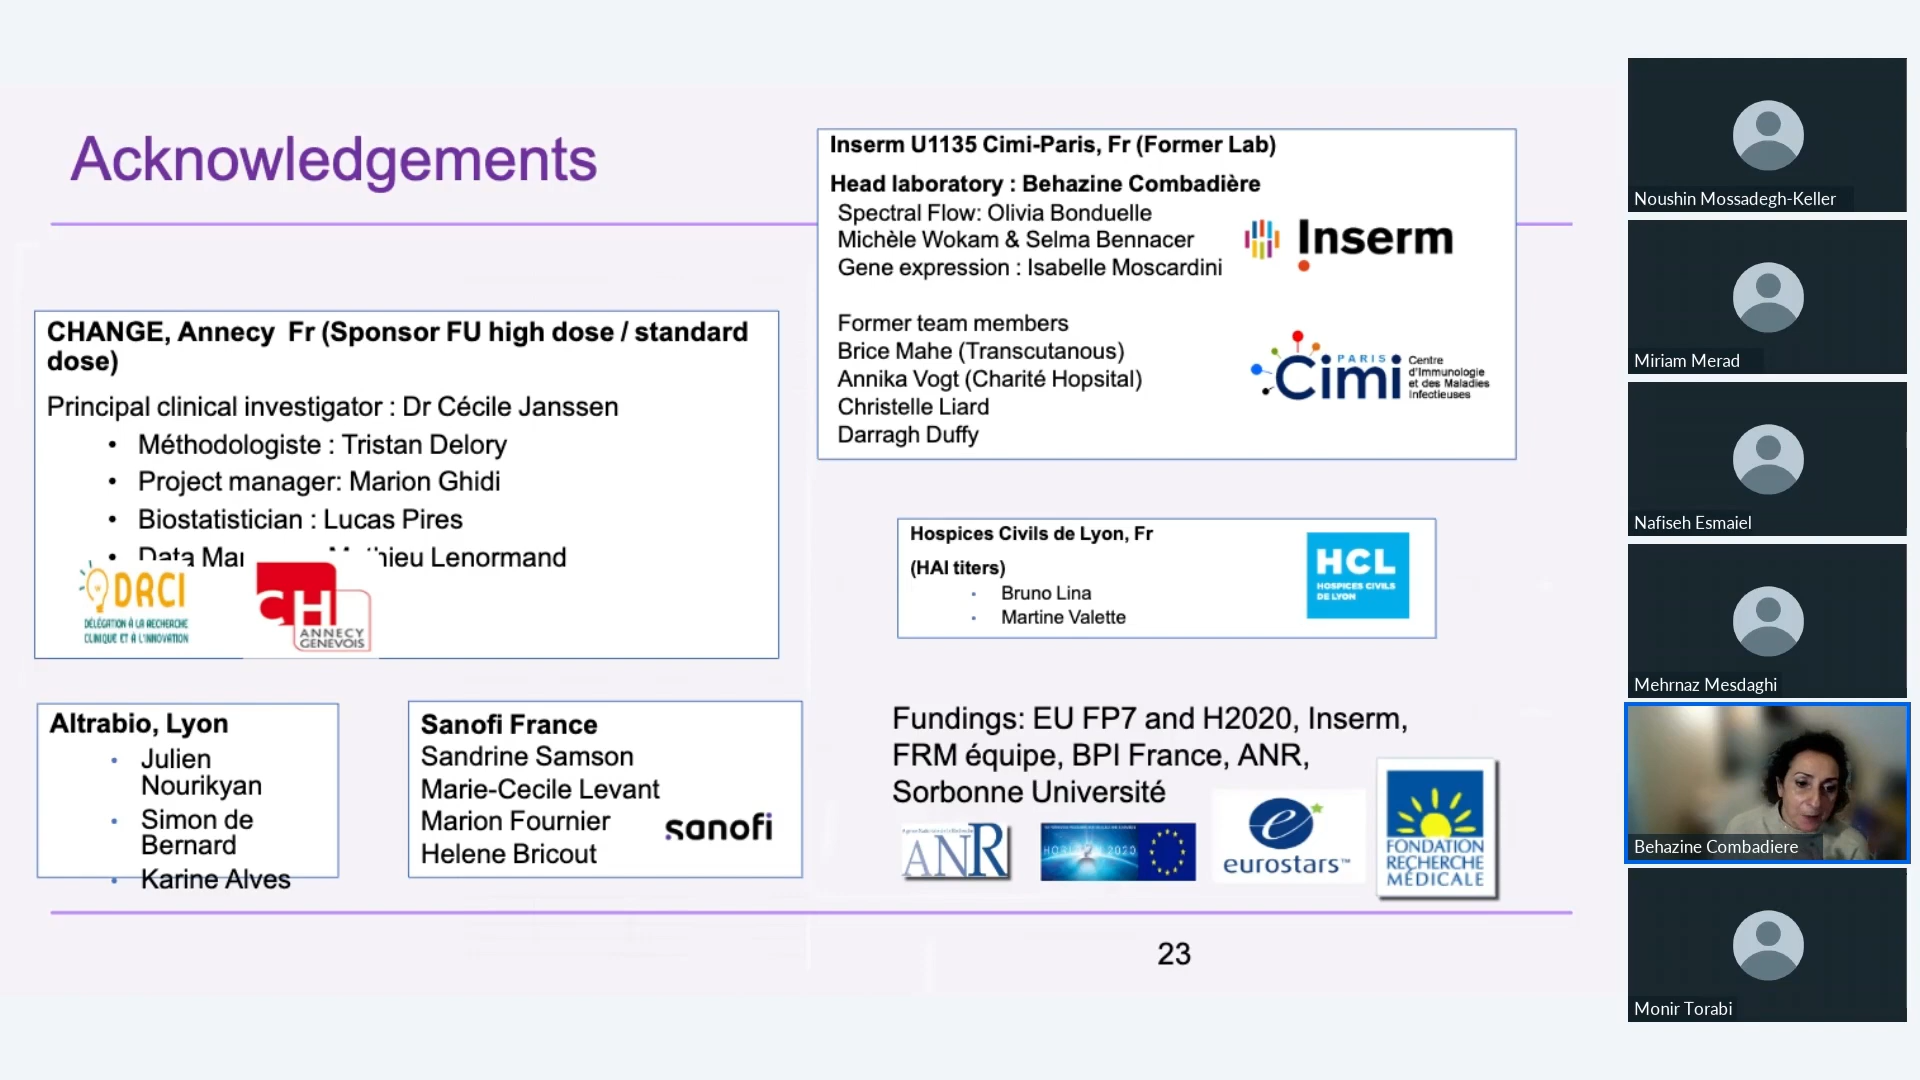 Acknowledgements
Inserm U1135 Cimi-Paris, Fr (Former Lab)
Head laboratory : Behazine Combadière
Spectral Flow: Olivia Bonduelle
Michèle Wokam & Selma Bennacer
Gene expression : Isabelle Moscardini
Inserm
Former team members
Brice Mahe (Transcutanous)
Annika Vogt (Charité Hopsital)
Christelle Liard
Darragh Duffy
PARIS
Cimi
Centre
d'Immunologie
et des Maladies
Infectieuses
CHANGE, Annecy Fr (Sponsor FU high dose / standard
dose)
Principal clinical investigator : Dr Cécile Janssen
• Méthodologiste : Tristan Delory
• Project manager: Marion Ghidi
• Biostatistician : Lucas Pires
• Data Lenormand
DRCI
DÉLÉGATION À LA RECHERCHE
CLINIQUE ET À L'INNOVATION
CH
ANNECY
GENEVOIS
Hospices Civils de Lyon, Fr
(HAI titers)
• Bruno Lina
• Martine Valette
HCL
HOSPICES CIVILS
DE LYON
Altrabio, Lyon
• Julien
Nourikyan
• Simon de
Bernard
• Karine Alves
Sanofi France
Sandrine Samson
Marie-Cecile Levant
Marion Fournier
Helene Bricout
sanofi
Fundings: EU FP7 and H2020, Inserm,
FRM équipe, BPI France, ANR,
Sorbonne Université
ANR
HORIZON 2020
eurostars™
FONDATION
RECHERCHE
MÉDICALE
23
Noushin Mossadegh-Keller
Miriam Merad
Nafiseh Esmaiel
Mehrnaz Mesdaghi
Behazine Combadiere
Monir Torabi